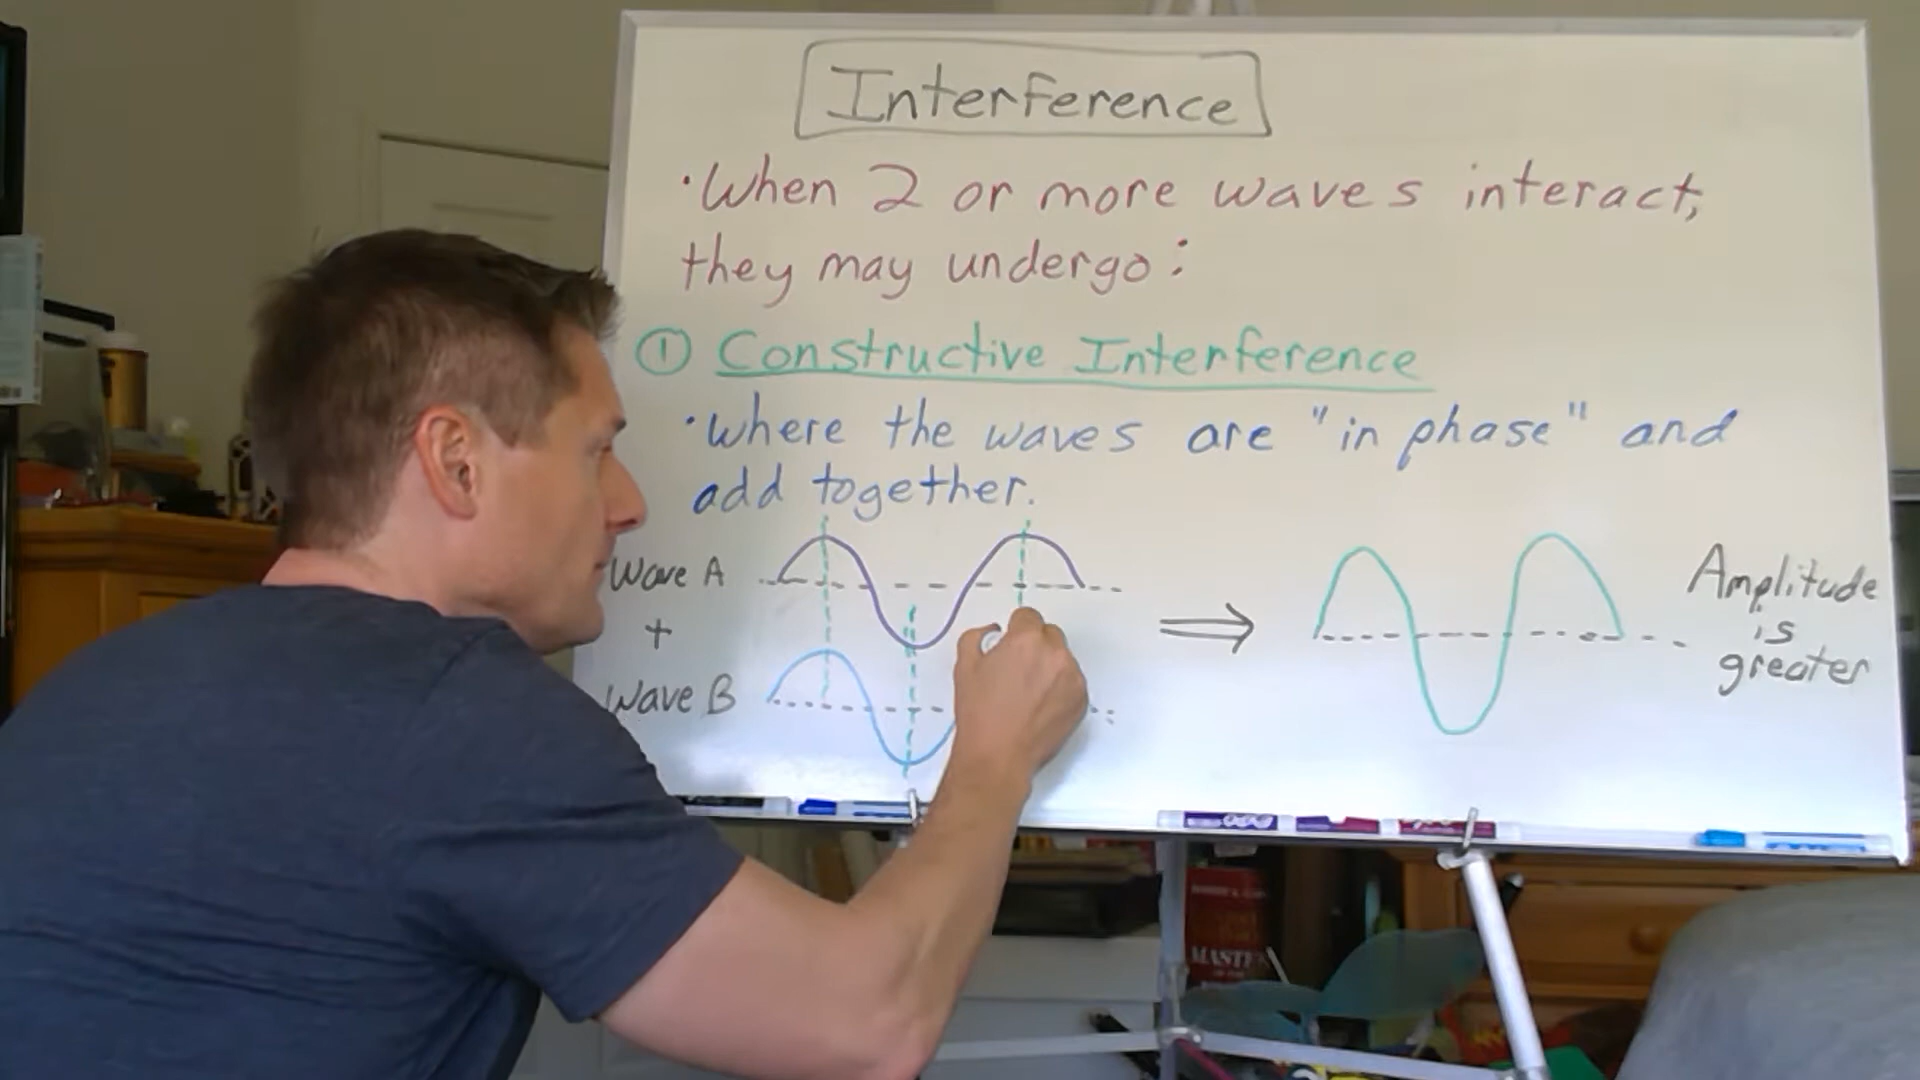 Interference
·When 2 or more waves interact,
they may undergo:
① Constructive Interference
·Where the waves are "in phase" and
add together.
Wave A
+
Wave B
⇒
Amplitude
is
greater